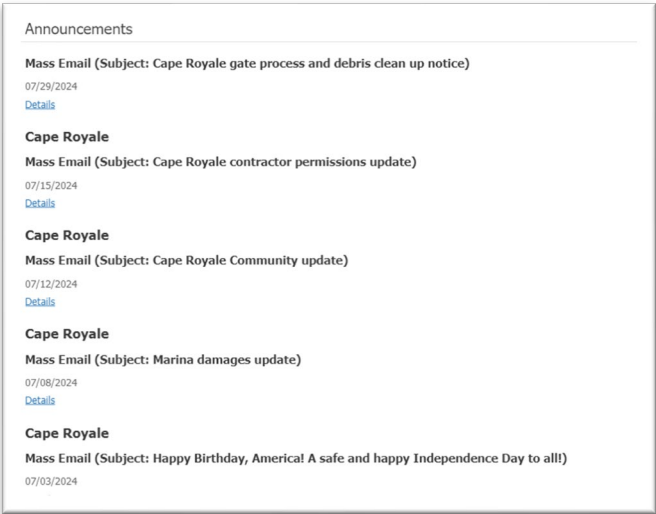 Announcements
Mass Email (Subject: Cape Royale gate process and debris clean up notice)
07/29/2024
Details
Cape Royale
Mass Email (Subject: Cape Royale contractor permissions update)
07/15/2024
Details
Cape Royale
Mass Email (Subject: Cape Royale Community update)
07/12/2024
Details
Cape Royale
Mass Email (Subject: Marina damages update)
07/08/2024
Details
Cape Royale
Mass Email (Subject: Happy Birthday, America! A safe and happy Independence Day to all!)
07/03/2024